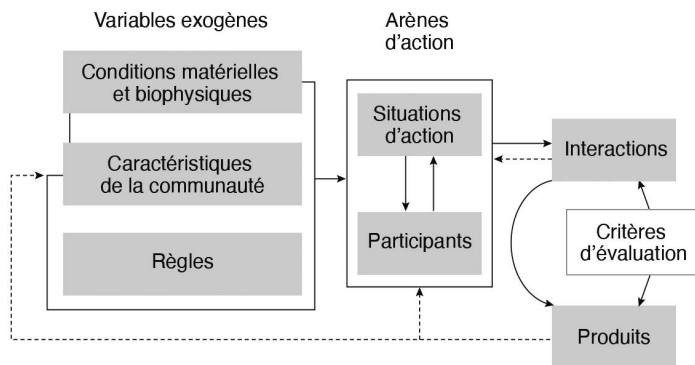 Variables exogènes
Conditions matérielles
et biophysiques
Caractéristiques
de la communauté
Règles
Arènes
d'action
Situations
d'action
Participants
Interactions
Critères
d'évaluation
Produits